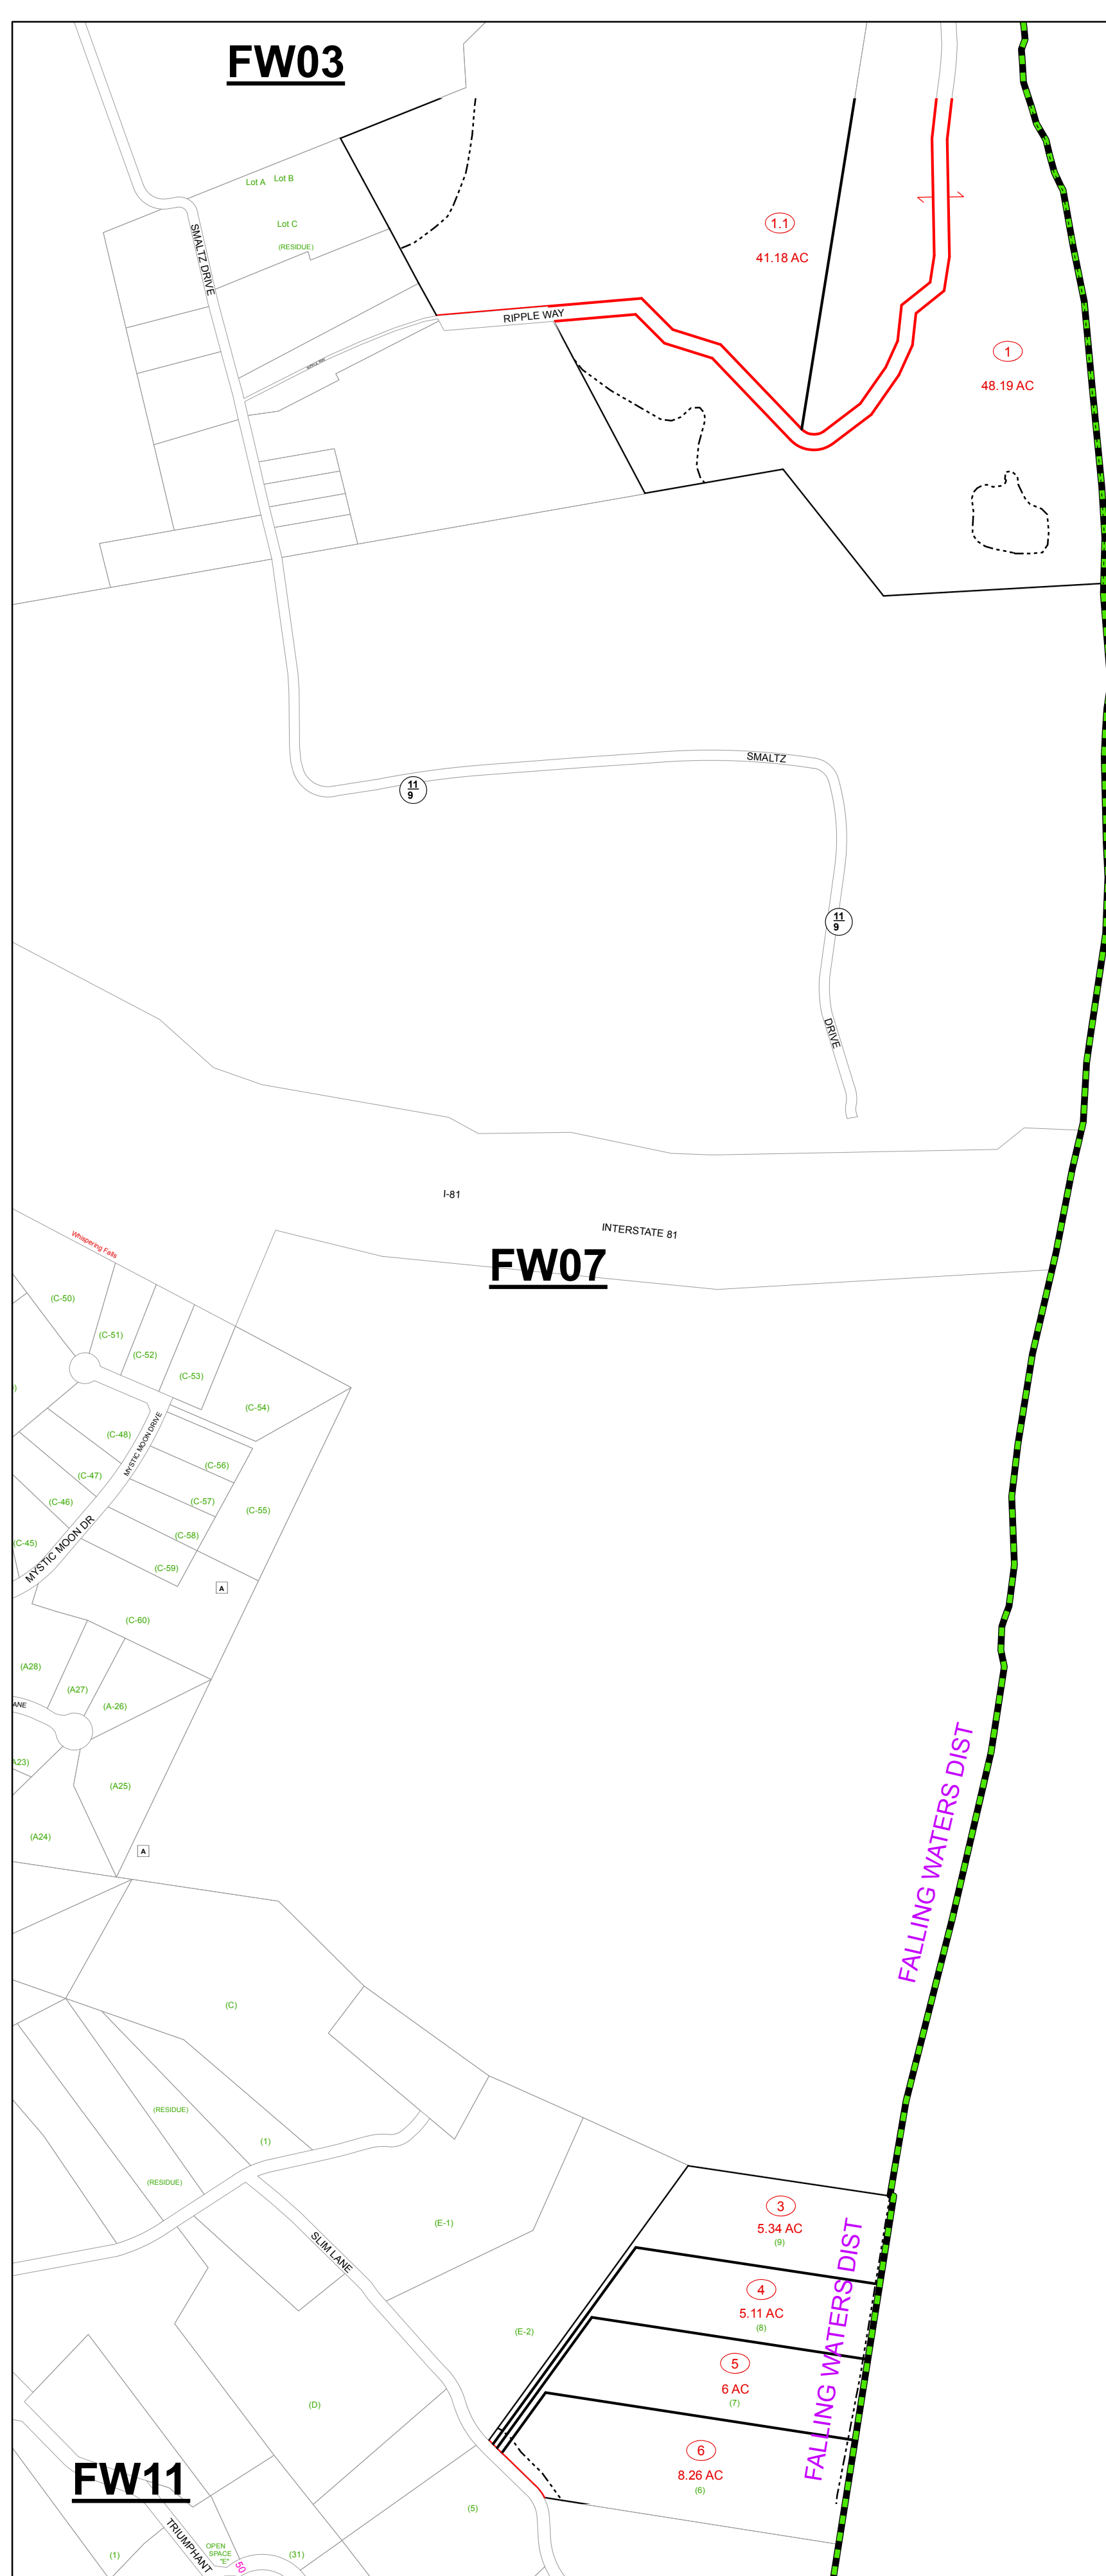 FW03
Lot A
Lot B
Lot C
(RESIDUE)
SMALTZ DRIVE
1.1
41.18 AC
RIPPLE WAY
1
48.19 AC
SMALTZ
11
9
11
9
DRIVE
I-81
INTERSTATE 81
Whispering Falls
FW07
(C-50)
(C-51)
(C-52)
(C-53)
(C-54)
(C-48)
MYSTIC MOON DRIVE
(C-56)
(C-47)
(C-57)
(C-46)
(C-55)
(C-58)
MYSTIC MOON DR
(C-45)
(C-59)
A
(C-60)
(A28)
(A27)
(A-26)
ANE
A23)
(A25)
(A24)
A
FALLING WATERS DIST
(C)
(RESIDUE)
(1)
(RESIDUE)
(E-1)
SLIM LANE
3
5.34 AC
(9)
4
5.11 AC
(8)
(E-2)
5
6 AC
(7)
FALLING WATERS DIST
(D)
6
8.26 AC
(6)
FW11
(5)
TRIUMPHANT
OPEN
SPACE
"E"
50
(1)
(31)